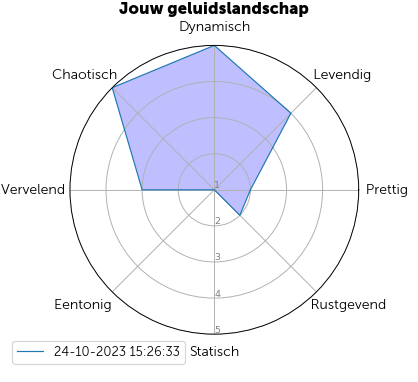 Jouw geluidslandschap
Dynamisch
Chaotisch
Levendig
Vervelend
1
Prettig
2
3
4
Eentonig
Rustgevend
5
24-10-2023 15:26:33
Statisch